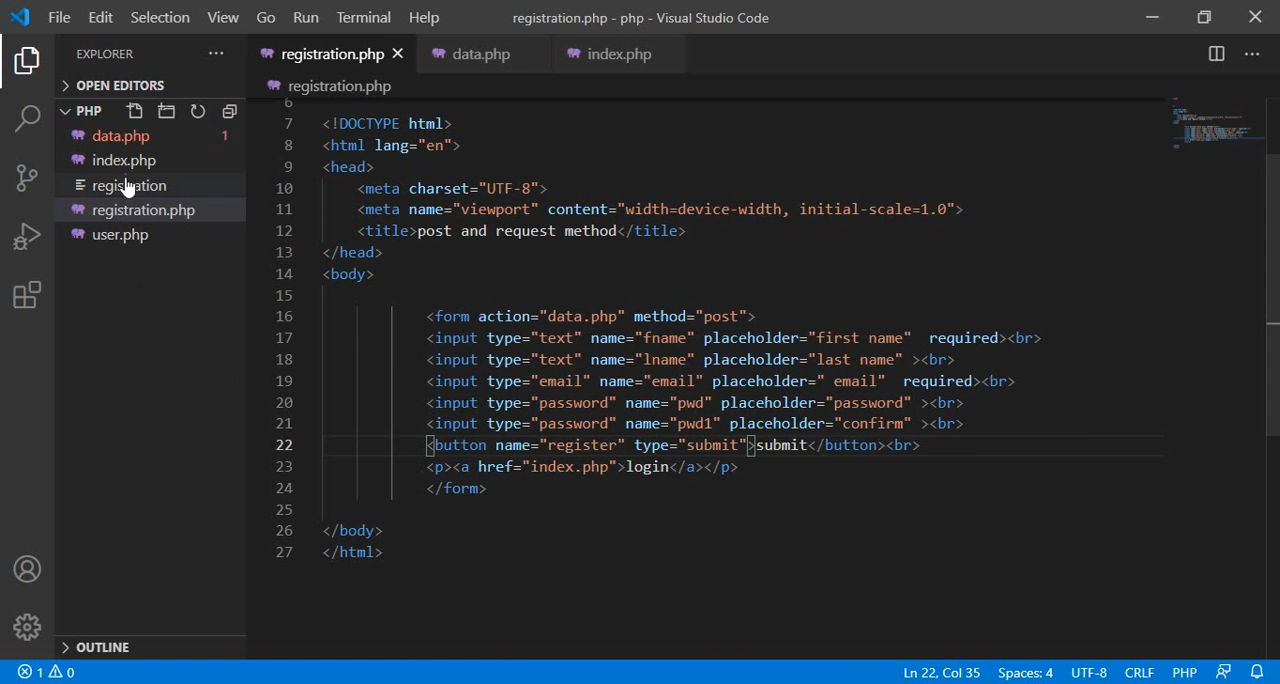 File Edit Selection View Go Run Terminal Help registration.php - php - Visual Studio Code
EXPLORER
OPEN EDITORS
PHP
data.php 1
index.php
registration
registration.php
user.php
OUTLINE
registration.php data.php index.php
registration.php
6
7 <!DOCTYPE html>
8 <html lang="en">
9 <head>
10 <meta charset="UTF-8">
11 <meta name="viewport" content="width=device-width, initial-scale=1.0">
12 <title>post and request method</title>
13 </head>
14 <body>
15
16 <form action="data.php" method="post">
17 <input type="text" name="fname" placeholder="first name"  required><br>
18 <input type="text" name="lname" placeholder="last name" ><br>
19 <input type="email" name="email" placeholder=" email"  required><br>
20 <input type="password" name="pwd" placeholder="password" ><br>
21 <input type="password" name="pwd1" placeholder="confirm" ><br>
22 <button name="register" type="submit">submit</button><br>
23 <p><a href="index.php">login</a></p>
24 </form>
25
26 </body>
27 </html>
1 0 Ln 22, Col 35 Spaces: 4 UTF-8 CRLF PHP